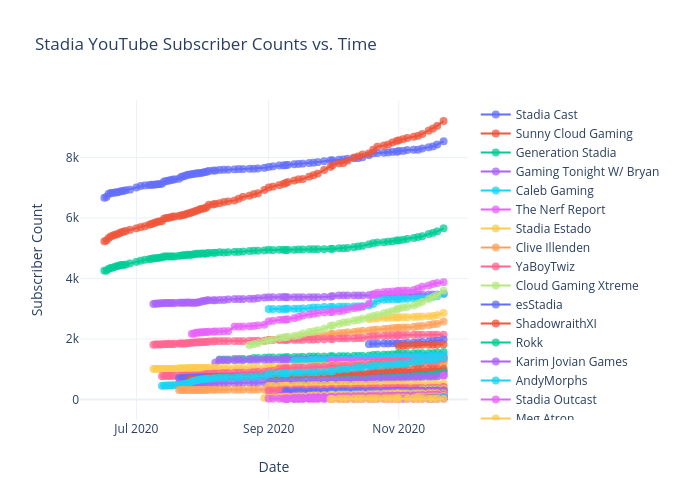 Stadia YouTube Subscriber Counts vs. Time
Subscriber Count
8k
6k
4k
2k
0
Jul 2020
Sep 2020
Nov 2020
Date
Stadia Cast
Sunny Cloud Gaming
Generation Stadia
Gaming Tonight W/ Bryan
Caleb Gaming
The Nerf Report
Stadia Estado
Clive Illenden
YaBoyTwiz
Cloud Gaming Xtreme
esStadia
ShadowraithXI
Rokk
Karim Jovian Games
AndyMorphs
Stadia Outcast
Meg Atron